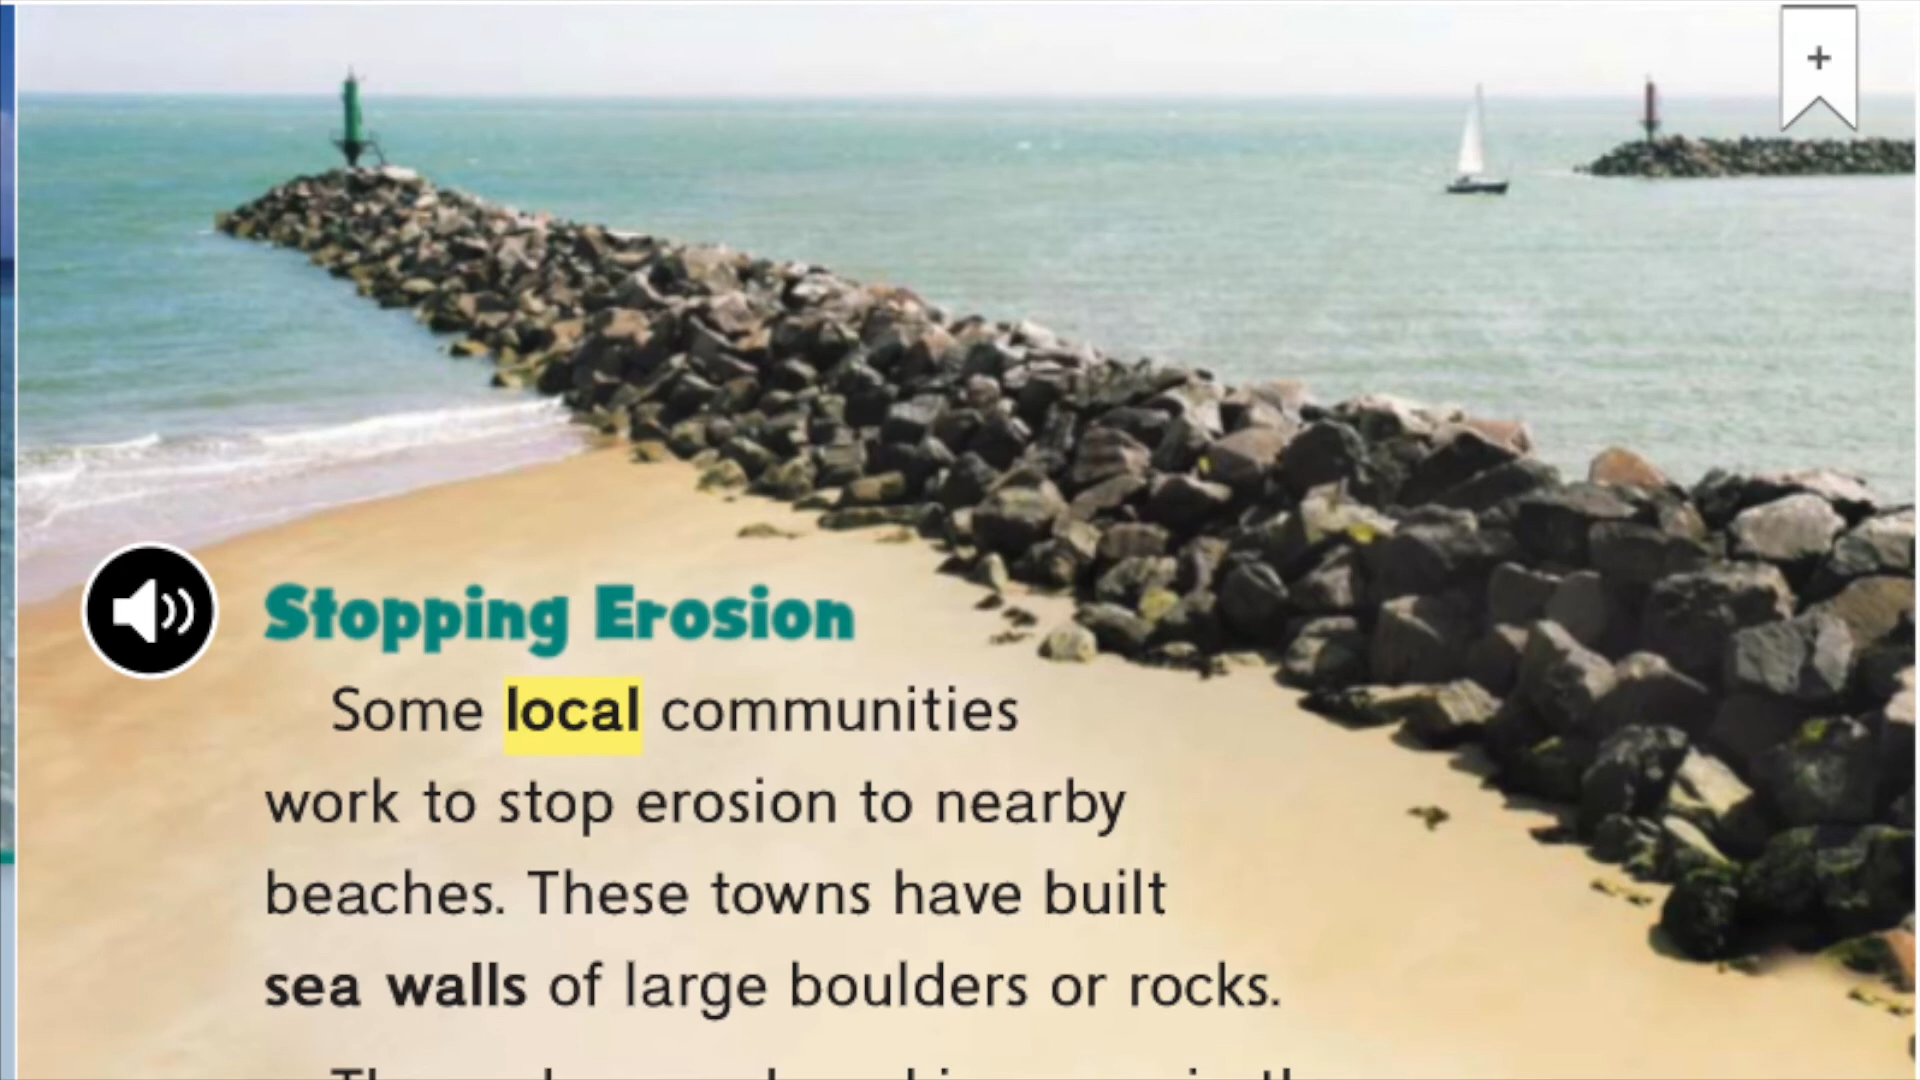 Stopping Erosion
Some local communities
work to stop erosion to nearby
beaches. These towns have built
sea walls of large boulders or rocks.